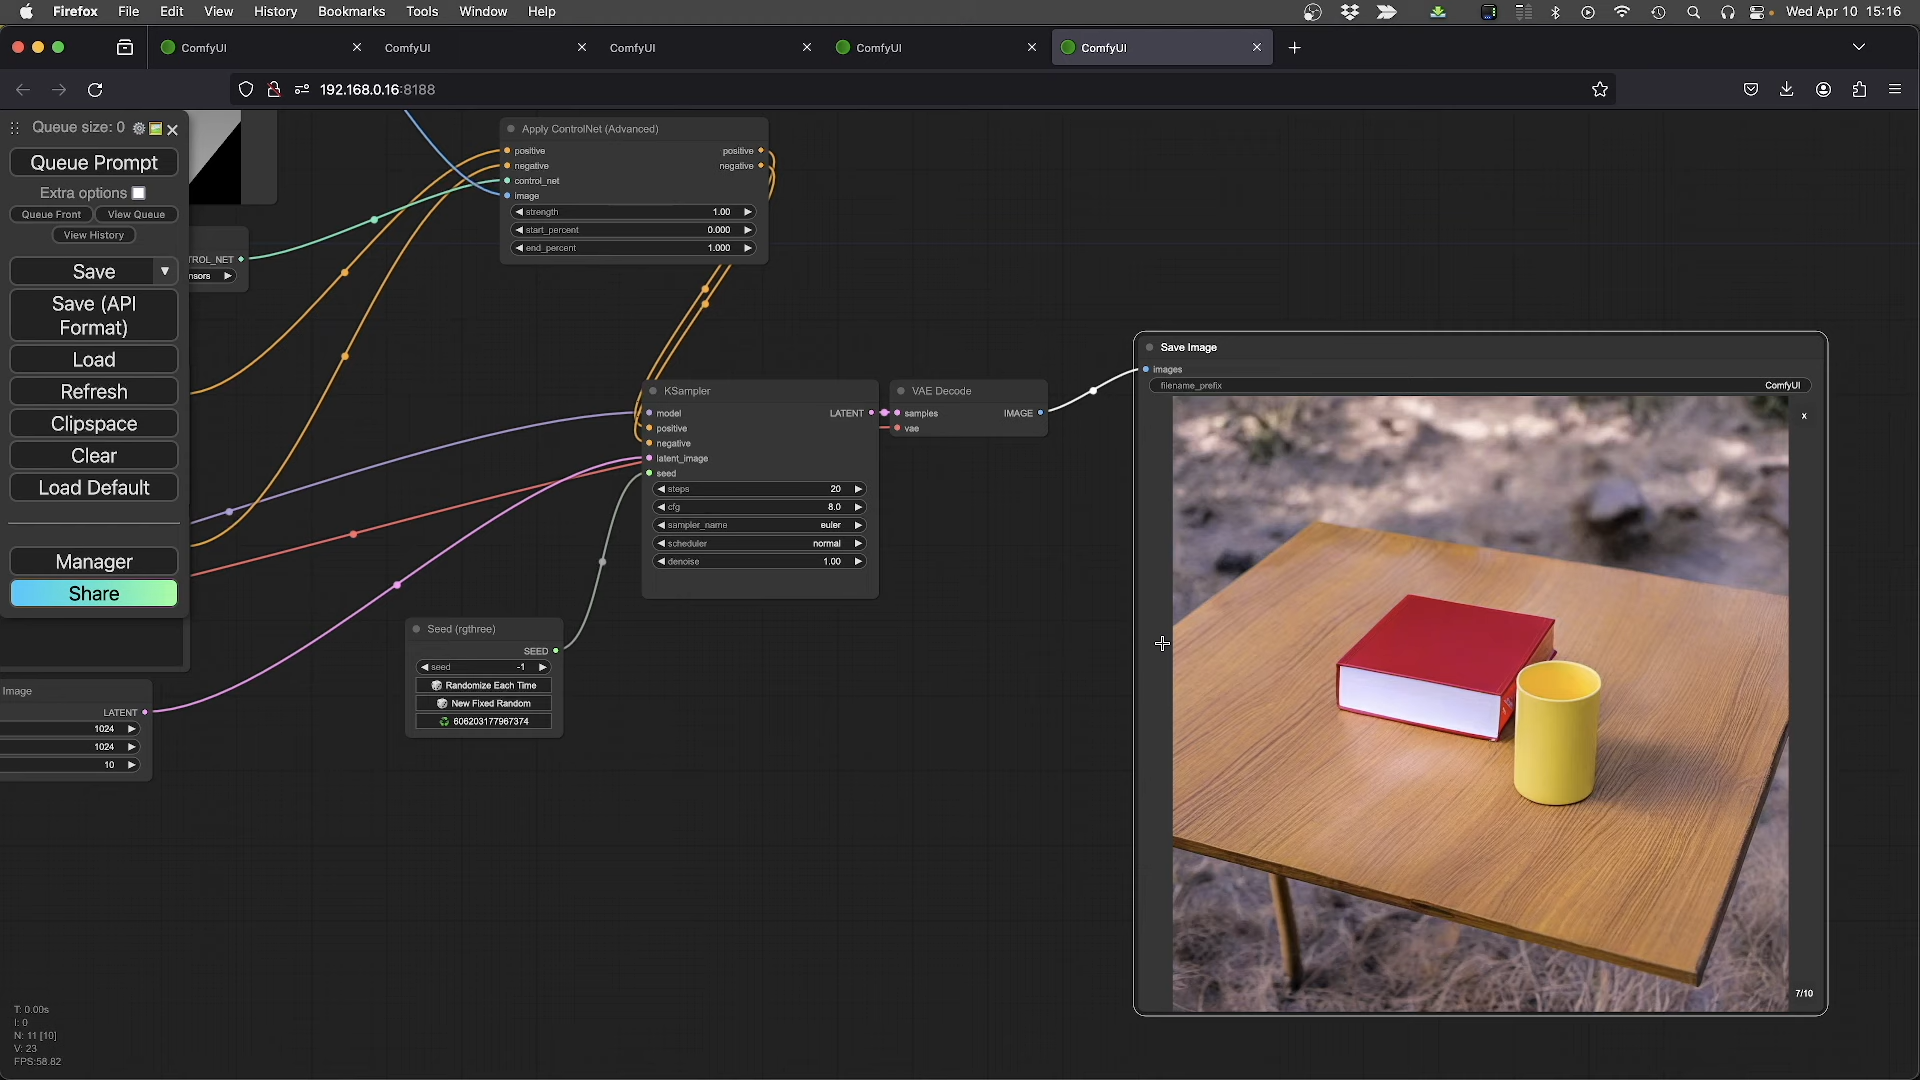 Firefox File Edit View History Bookmarks Tools Window Help Wed Apr 10 15:16
ComfyUI ComfyUI ComfyUI ComfyUI ComfyUI
192.168.0.16:8188
Queue size: 0
Queue Prompt
Extra options
Queue Front View Queue
View History
Save
Save (API
Format)
Load
Refresh
Clipspace
Clear
Load Default
Manager
Share
TROL_NET
nsors
Apply ControlNet (Advanced)
positive positive
negative negative
control_net
image
strength 1.00
start_percent 0.000
end_percent 1.000
KSampler
model LATENT
positive
negative
latent_image
seed
steps 20
cfg 8.0
sampler_name euler
scheduler normal
denoise 1.00
VAE Decode
samples IMAGE
vae
Save Image
images
filename_prefix ComfyUI
x
7/10
Seed (rgthree)
SEED
seed -1
Randomize Each Time
New Fixed Random
606203177967374
Image
LATENT
1024
1024
10
T: 0.00s
I: 0
N: 11 [10]
V: 23
FPS:58.82